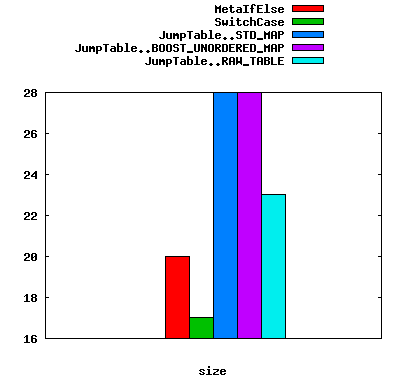 MetaIfElse
SwitchCase
JumpTable..STD_MAP
JumpTable..BOOST_UNORDERED_MAP
JumpTable..RAW_TABLE
28
26
24
22
20
18
16
size